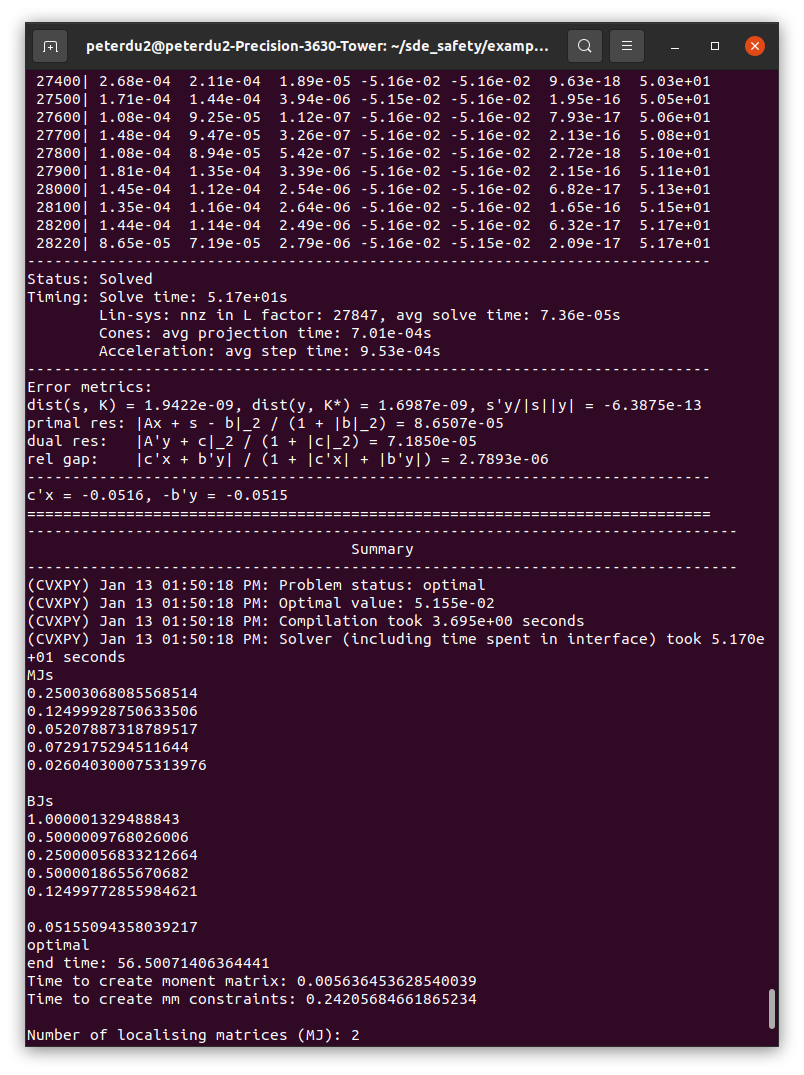 peterdu2@peterdu2-Precision-3630-Tower: ~/sde_safety/examp...
27400| 2.68e-04  2.11e-04  1.89e-05 -5.16e-02 -5.16e-02  9.63e-18  5.03e+01
27500| 1.71e-04  1.44e-04  3.94e-06 -5.15e-02 -5.16e-02  1.95e-16  5.05e+01
27600| 1.08e-04  9.25e-05  1.12e-07 -5.16e-02 -5.16e-02  7.93e-17  5.06e+01
27700| 1.48e-04  9.47e-05  3.26e-07 -5.16e-02 -5.16e-02  2.13e-16  5.08e+01
27800| 1.08e-04  8.94e-05  5.42e-07 -5.16e-02 -5.16e-02  2.72e-18  5.10e+01
27900| 1.81e-04  1.35e-04  3.39e-06 -5.16e-02 -5.16e-02  2.15e-16  5.11e+01
28000| 1.45e-04  1.12e-04  2.54e-06 -5.16e-02 -5.16e-02  6.82e-17  5.13e+01
28100| 1.35e-04  1.16e-04  2.64e-06 -5.16e-02 -5.16e-02  1.65e-16  5.15e+01
28200| 1.44e-04  1.14e-04  2.49e-06 -5.16e-02 -5.16e-02  6.32e-17  5.17e+01
28220| 8.65e-05  7.19e-05  2.79e-06 -5.16e-02 -5.15e-02  2.09e-17  5.17e+01
----------------------------------------------------------------------------
Status: Solved
Timing: Solve time: 5.17e+01s
        Lin-sys: nnz in L factor: 27847, avg solve time: 7.36e-05s
        Cones: avg projection time: 7.01e-04s
        Acceleration: avg step time: 9.53e-04s
----------------------------------------------------------------------------
Error metrics:
dist(s, K) = 1.9422e-09, dist(y, K*) = 1.6987e-09, s'y/|s||y| = -6.3875e-13
primal res: |Ax + s - b|_2 / (1 + |b|_2) = 8.6507e-05
dual res:   |A'y + c|_2 / (1 + |c|_2) = 7.1850e-05
rel gap:    |c'x + b'y| / (1 + |c'x| + |b'y|) = 2.7893e-06
----------------------------------------------------------------------------
c'x = -0.0516, -b'y = -0.0515
============================================================================
-------------------------------------------------------------------------------
                                    Summary
-------------------------------------------------------------------------------
(CVXPY) Jan 13 01:50:18 PM: Problem status: optimal
(CVXPY) Jan 13 01:50:18 PM: Optimal value: 5.155e-02
(CVXPY) Jan 13 01:50:18 PM: Compilation took 3.695e+00 seconds
(CVXPY) Jan 13 01:50:18 PM: Solver (including time spent in interface) took 5.170e
+01 seconds
MJs
0.25003068085568514
0.12499928750633506
0.05207887318789517
0.0729175294511644
0.026040300075313976

BJs
1.000001329488843
0.5000009768026006
0.25000056833212664
0.5000018655670682
0.12499772855984621

0.05155094358039217
optimal
end time: 56.50071406364441
Time to create moment matrix: 0.005636453628540039
Time to create mm constraints: 0.24205684661865234

Number of localising matrices (MJ): 2